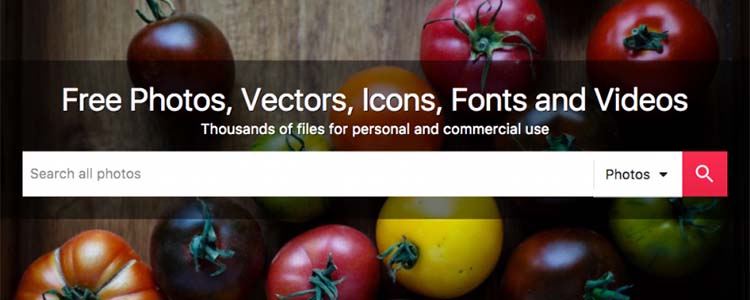 Free Photos, Vectors, Icons, Fonts and Videos
Thousands of files for personal and commercial use
Search all photos
Photos